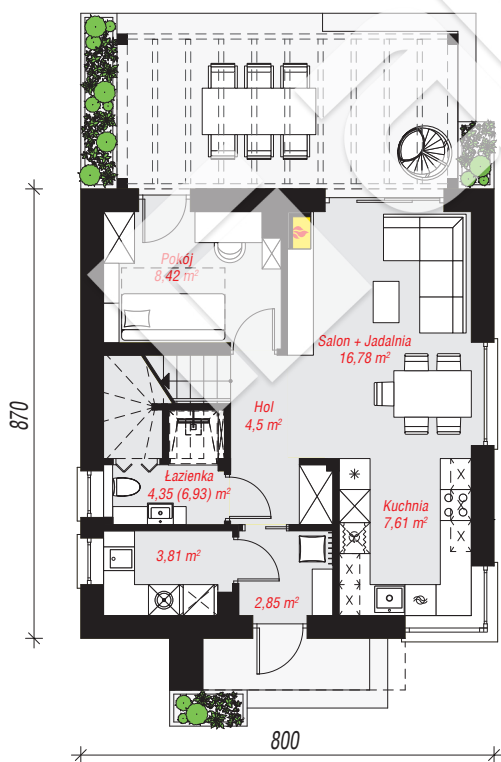 Pokój
8,42 m²
Salon + Jadalnia
16,78 m²
Hol
4,5 m²
Łazienka
4,35 (6,93) m²
Kuchnia
7,61 m²
3,81 m²
2,85 m²
870
800